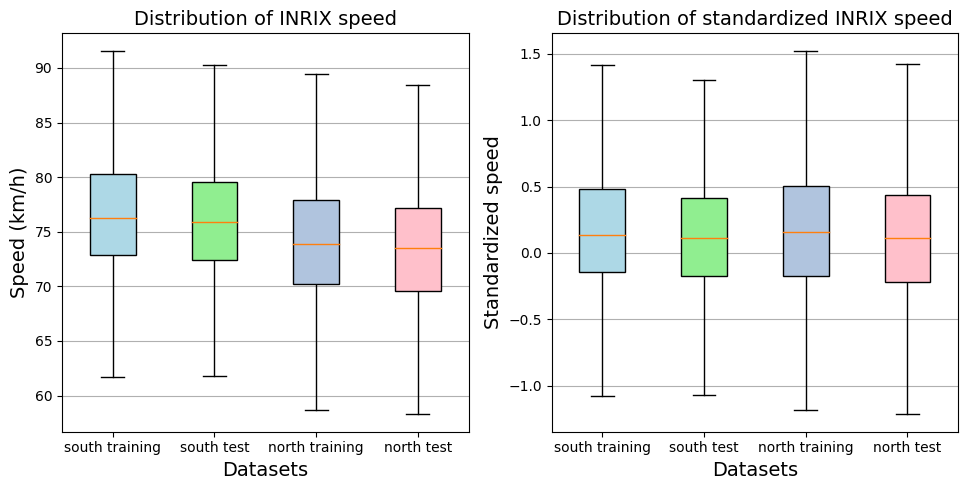 Distribution of INRIX speed
Speed (km/h)
90
85
80
75
70
65
60
south training south test north training north test
Datasets
Distribution of standardized INRIX speed
Standardized speed
1.5
1.0
0.5
0.0
−0.5
−1.0
south training south test north training north test
Datasets